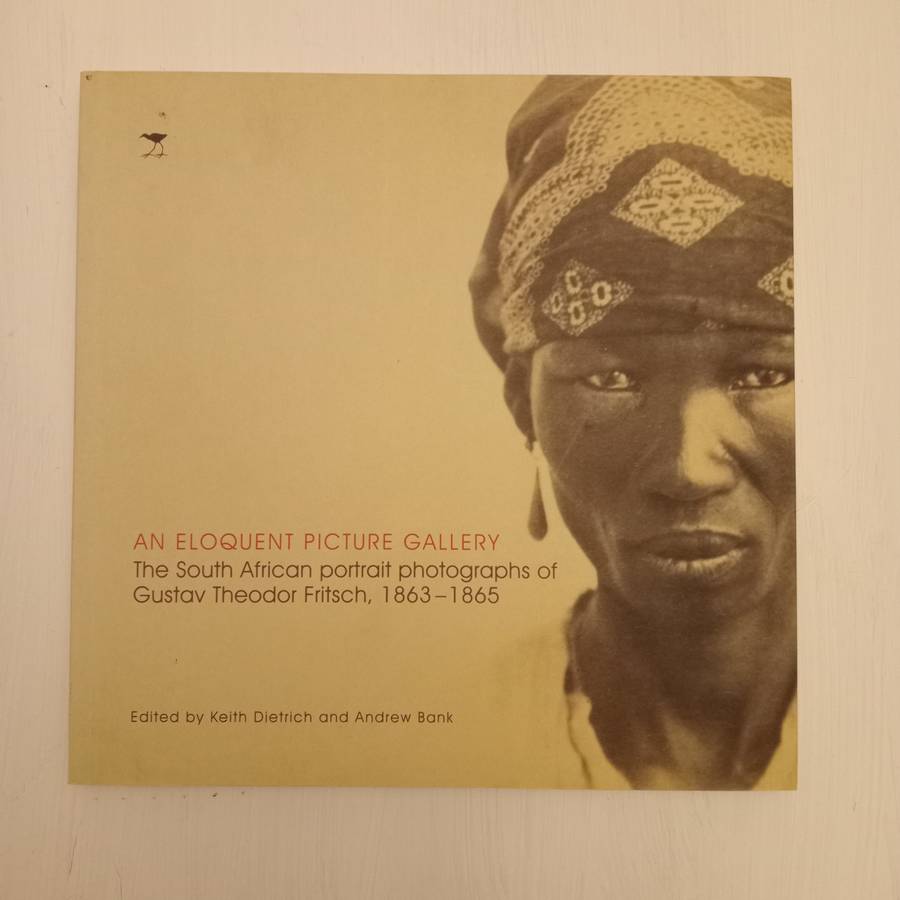 AN ELOQUENT PICTURE GALLERY
The South African portrait photographs of
Gustav Theodor Fritsch, 1863–1865
Edited by Keith Dietrich and Andrew Bank